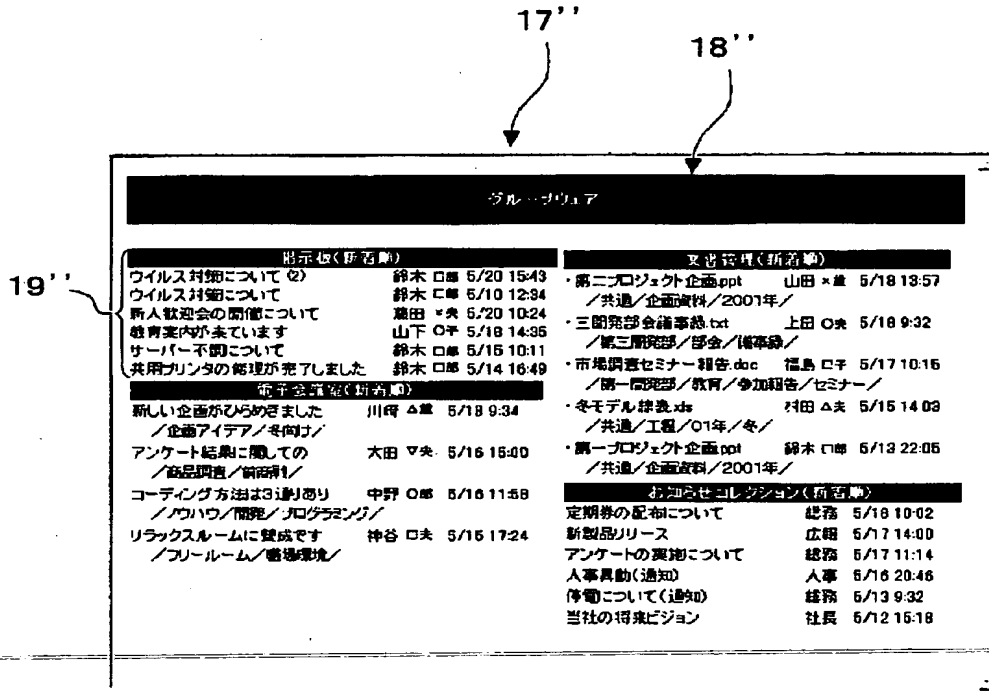 17''
18''
グループウェア
19''
掲示板(新着順)
ウイルス対策について (2) 鈴木 □郎 5/20 15:43
ウイルス対策について 鈴木 □郎 5/10 12:34
新人歓迎会の開催について ×夫 5/20 10:24
教育案内が来ています 山下 ○子 5/18 14:35
サーバー不調について 鈴木 □郎 5/15 10:11
共用プリンタの修理が完了しました 鈴木 □郎 5/14 16:49
電子会議室(新着順)
新しい企画がひらめきました 川崎 △雄 5/18 9:34
/企画アイデア/冬向け/
アンケート結果に関しての 大田 ▽夫 5/16 15:00
/商品調査/
コーディング方法は3通りあり 中野 ○郎 5/16 11:58
/ノウハウ/開発/プログラミング/
リラックスルームに賛成です 神谷 □夫 5/15 17:24
/フリールーム/職場環境/
文書管理(新着順)
・第二プロジェクト企画.ppt 山田 ×雄 5/18 13:57
/共通/企画資料/2001年/
・三開発部会議事録.txt 上田 ○夫 5/18 9:32
/第三開発部/部会/議事録/
・市場調査セミナー報告.doc 福島 □子 5/17 10:15
/第一開発部/教育/参加報告/セミナー/
・冬モデル線表.xls 村田 △夫 5/15 14:03
/共通/工程/01年/冬/
・第一プロジェクト企画.ppt 鈴木 □郎 5/13 22:05
/共通/企画資料/2001年/
お知らせコレクション(新着順)
定期券の配布について 総務 5/18 10:02
新製品リリース 広報 5/17 14:00
アンケートの実施について 総務 5/17 11:14
人事異動(通知) 人事 5/16 20:46
停電について(通知) 総務 5/13 9:32
当社の将来ビジョン 社長 5/12 15:18